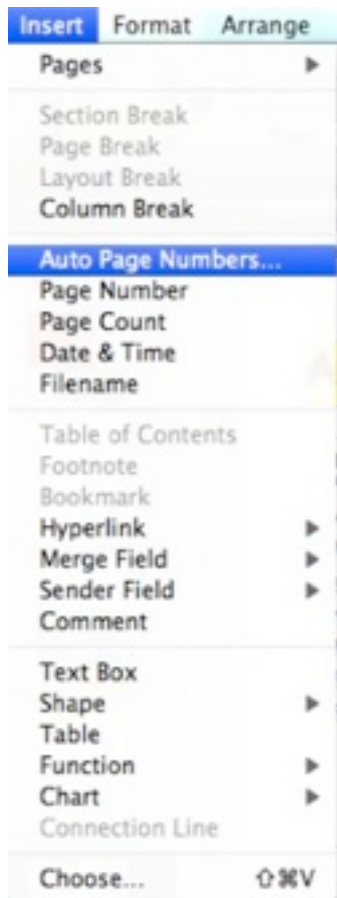 Insert Format Arrange
Pages
Section Break
Page Break
Layout Break
Column Break
Auto Page Numbers...
Page Number
Page Count
Date & Time
Filename
Table of Contents
Footnote
Bookmark
Hyperlink
Merge Field
Sender Field
Comment
Text Box
Shape
Table
Function
Chart
Connection Line
Choose... ⇧⌘V